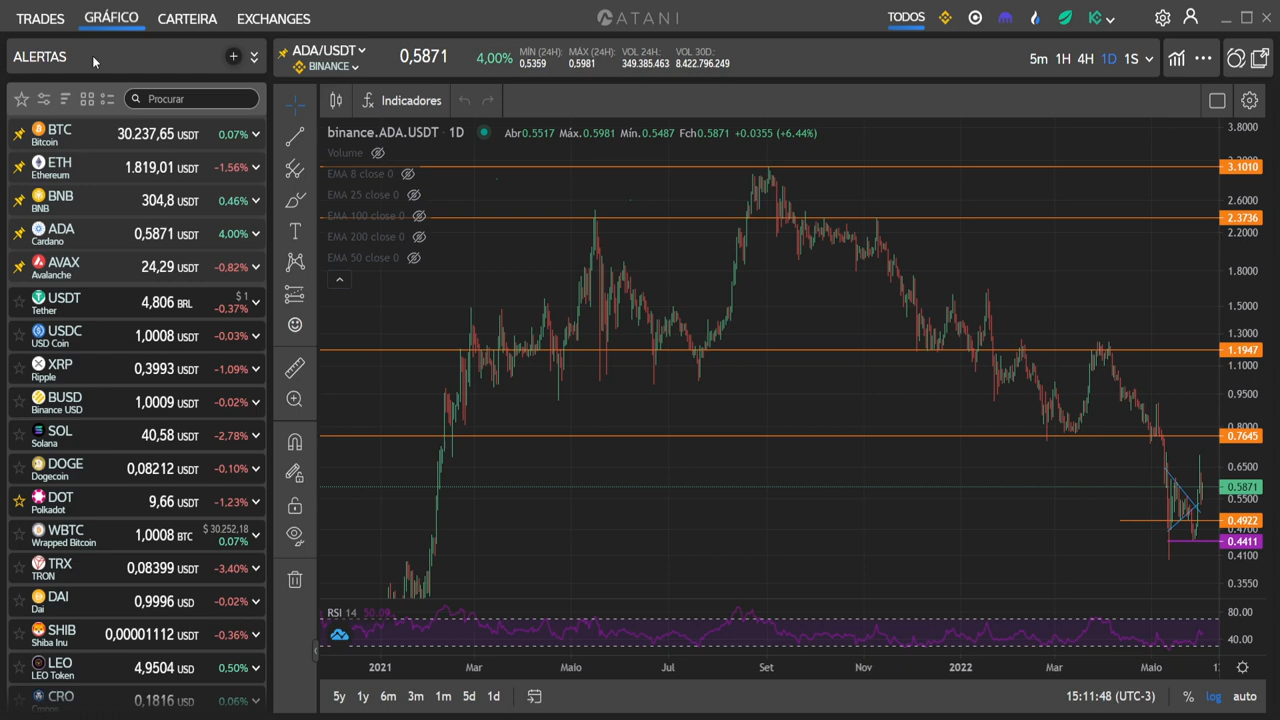 TRADES GRÁFICO CARTEIRA EXCHANGES ATANI TODOS
ALERTAS
ADA/USDT
BINANCE
0,5871
4,00%
MÍN (24H): 0,5359
MÁX (24H): 0,5981
VOL 24H.: 349.385.463
VOL 30D.: 8.422.796.249
5m 1H 4H 1D 1S
Procurar
Indicadores
BTC 30.237,65 USDT 0,07%
Bitcoin
ETH 1.819,01 USDT -1,56%
Ethereum
BNB 304,8 USDT 0,46%
BNB
ADA 0,5871 USDT 4,00%
Cardano
AVAX 24,29 USDT -0,82%
Avalanche
USDT 4,806 BRL $ 1 -0,37%
Tether
USDC 1,0008 USDT -0,03%
USD Coin
XRP 0,3993 USDT -1,09%
Ripple
BUSD 1,0009 USDT -0,02%
Binance USD
SOL 40,58 USDT -2,78%
Solana
DOGE 0,08212 USDT -0,10%
Dogecoin
DOT 9,66 USDT -1,23%
Polkadot
WBTC 1,0008 BTC $ 30.252,18 0,07%
Wrapped Bitcoin
TRX 0,08399 USDT -3,40%
TRON
DAI 0,9996 USD -0,02%
Dai
SHIB 0,00001112 USDT -0,36%
Shiba Inu
LEO 4,9504 USD 0,50%
LEO Token
CRO 0,1816 USD 0,06%
binance.ADA.USDT · 1D Abr0.5517 Máx.0.5981 Mín.0.5487 Fch0.5871 +0.0355 (+6.44%)
Volume
EMA 8 close 0
EMA 25 close 0
EMA 100 close 0
EMA 200 close 0
EMA 50 close 0
3.8000
3.1010
2.6000
2.3736
2.2000
1.8000
1.5000
1.3000
1.1947
1.1000
0.9500
0.8000
0.7645
0.6500
0.5871
0.5500
0.4922
0.4411
0.4100
0.3550
RSI 14 50.09
80.00
40.00
2021 Mar Maio Jul Set Nov 2022 Mar Maio
5y 1y 6m 3m 1m 5d 1d
15:11:48 (UTC-3) % log auto